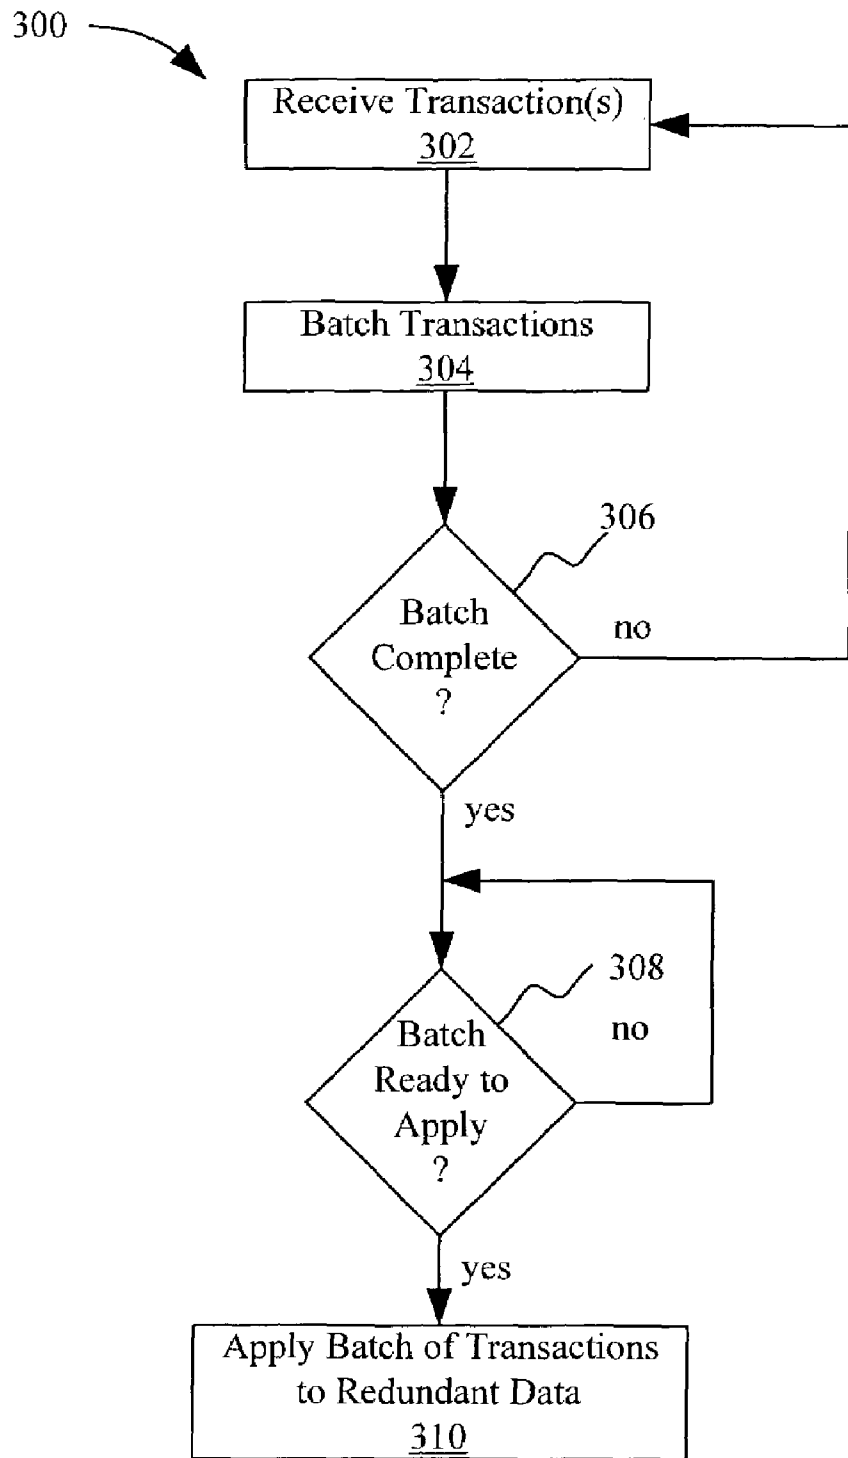 300
Receive Transaction(s)
302
Batch Transactions
304
306
Batch
Complete
?
no
yes
308
Batch
Ready to
Apply
?
no
yes
Apply Batch of Transactions
to Redundant Data
310